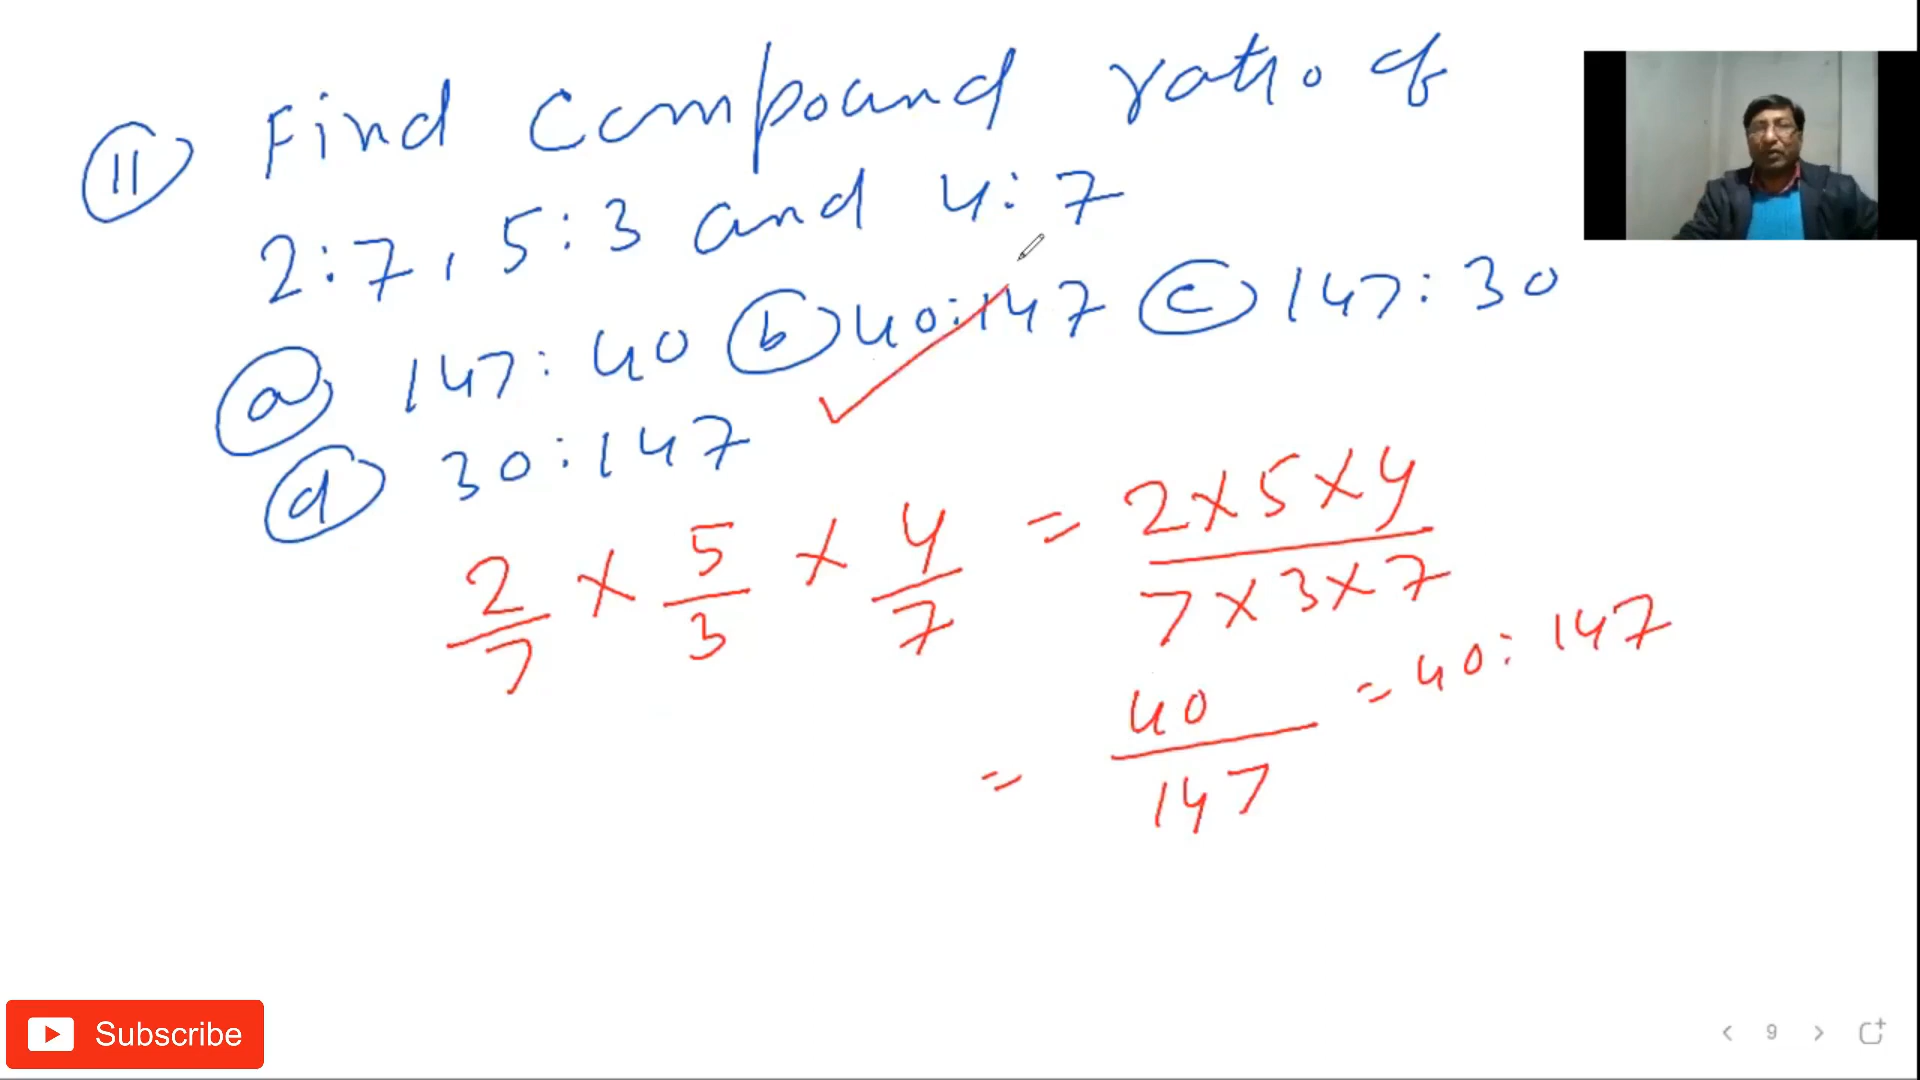 11 Find Compound ratio of
2:7, 5:3 and 4:7
a 147:40 b 40:147 c 147:30
d 30:147
2/7 × 5/3 × 4/7 = 2×5×4/7×3×7
= 40/147 = 40:147
Subscribe
9